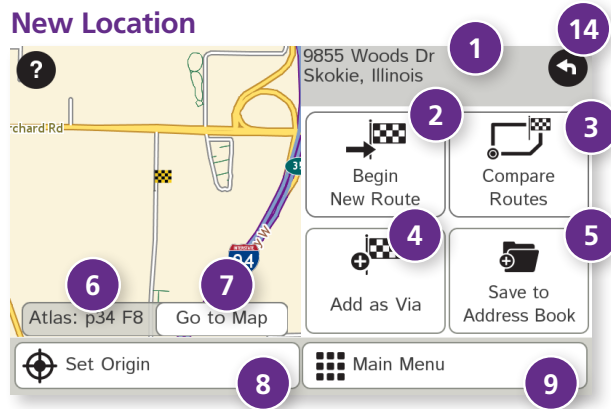 New Location
14
1
9855 Woods Dr
Skokie, Illinois
?
2
3
rchard Rd
Begin
New Route
Compare
Routes
4
5
94
6
7
Add as Via
Save to
Address Book
Atlas: p34 F8
Go to Map
Set Origin
Main Menu
8
9